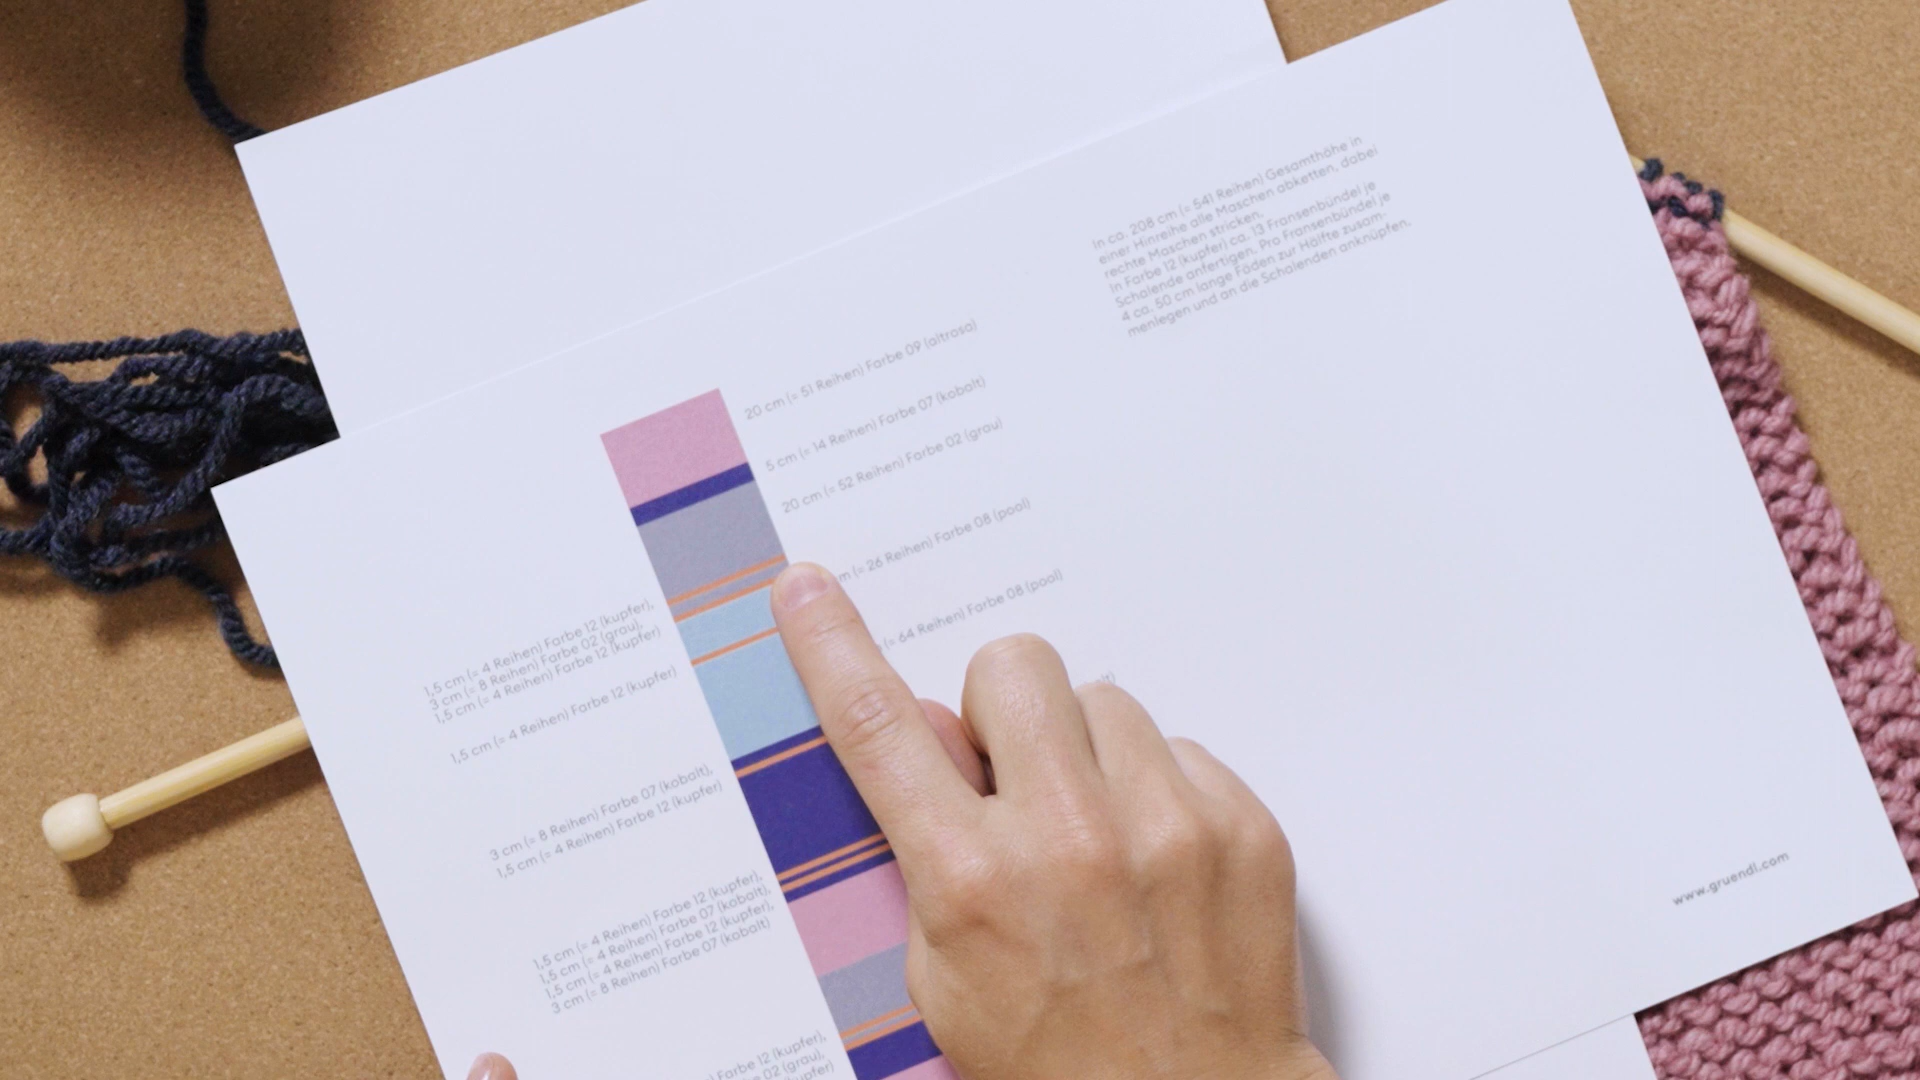 In ca. 208 cm (= 541 Reihen) Gesamthöhe in
einer Hinreihe alle Maschen abketten, dabei
rechte Maschen stricken.
In Farbe 12 (kupfer) ca. 13 Fransenbündel je
Schalende anfertigen. Pro Fransenbündel je
4 ca. 50 cm lange Fäden zur Hälfte zusam-
menlegen und an die Schalenden anknüpfen.
20 cm (= 51 Reihen) Farbe 09 (altrosa)
5 cm (= 14 Reihen) Farbe 07 (kobalt)
20 cm (= 52 Reihen) Farbe 02 (grau)
m (= 26 Reihen) Farbe 08 (pool)
(= 64 Reihen) Farbe 08 (pool)
1,5 cm (= 4 Reihen) Farbe 12 (kupfer),
3 cm (= 8 Reihen) Farbe 02 (grau),
1,5 cm (= 4 Reihen) Farbe 12 (kupfer)
1,5 cm (= 4 Reihen) Farbe 12 (kupfer)
3 cm (= 8 Reihen) Farbe 07 (kobalt),
1,5 cm (= 4 Reihen) Farbe 12 (kupfer)
1,5 cm (= 4 Reihen) Farbe 12 (kupfer),
1,5 cm (= 4 Reihen) Farbe 07 (kobalt),
1,5 cm (= 4 Reihen) Farbe 12 (kupfer),
3 cm (= 8 Reihen) Farbe 07 (kobalt)
Farbe 12 (kupfer),
02 (grau),
(kupfer)
www.gruendl.com